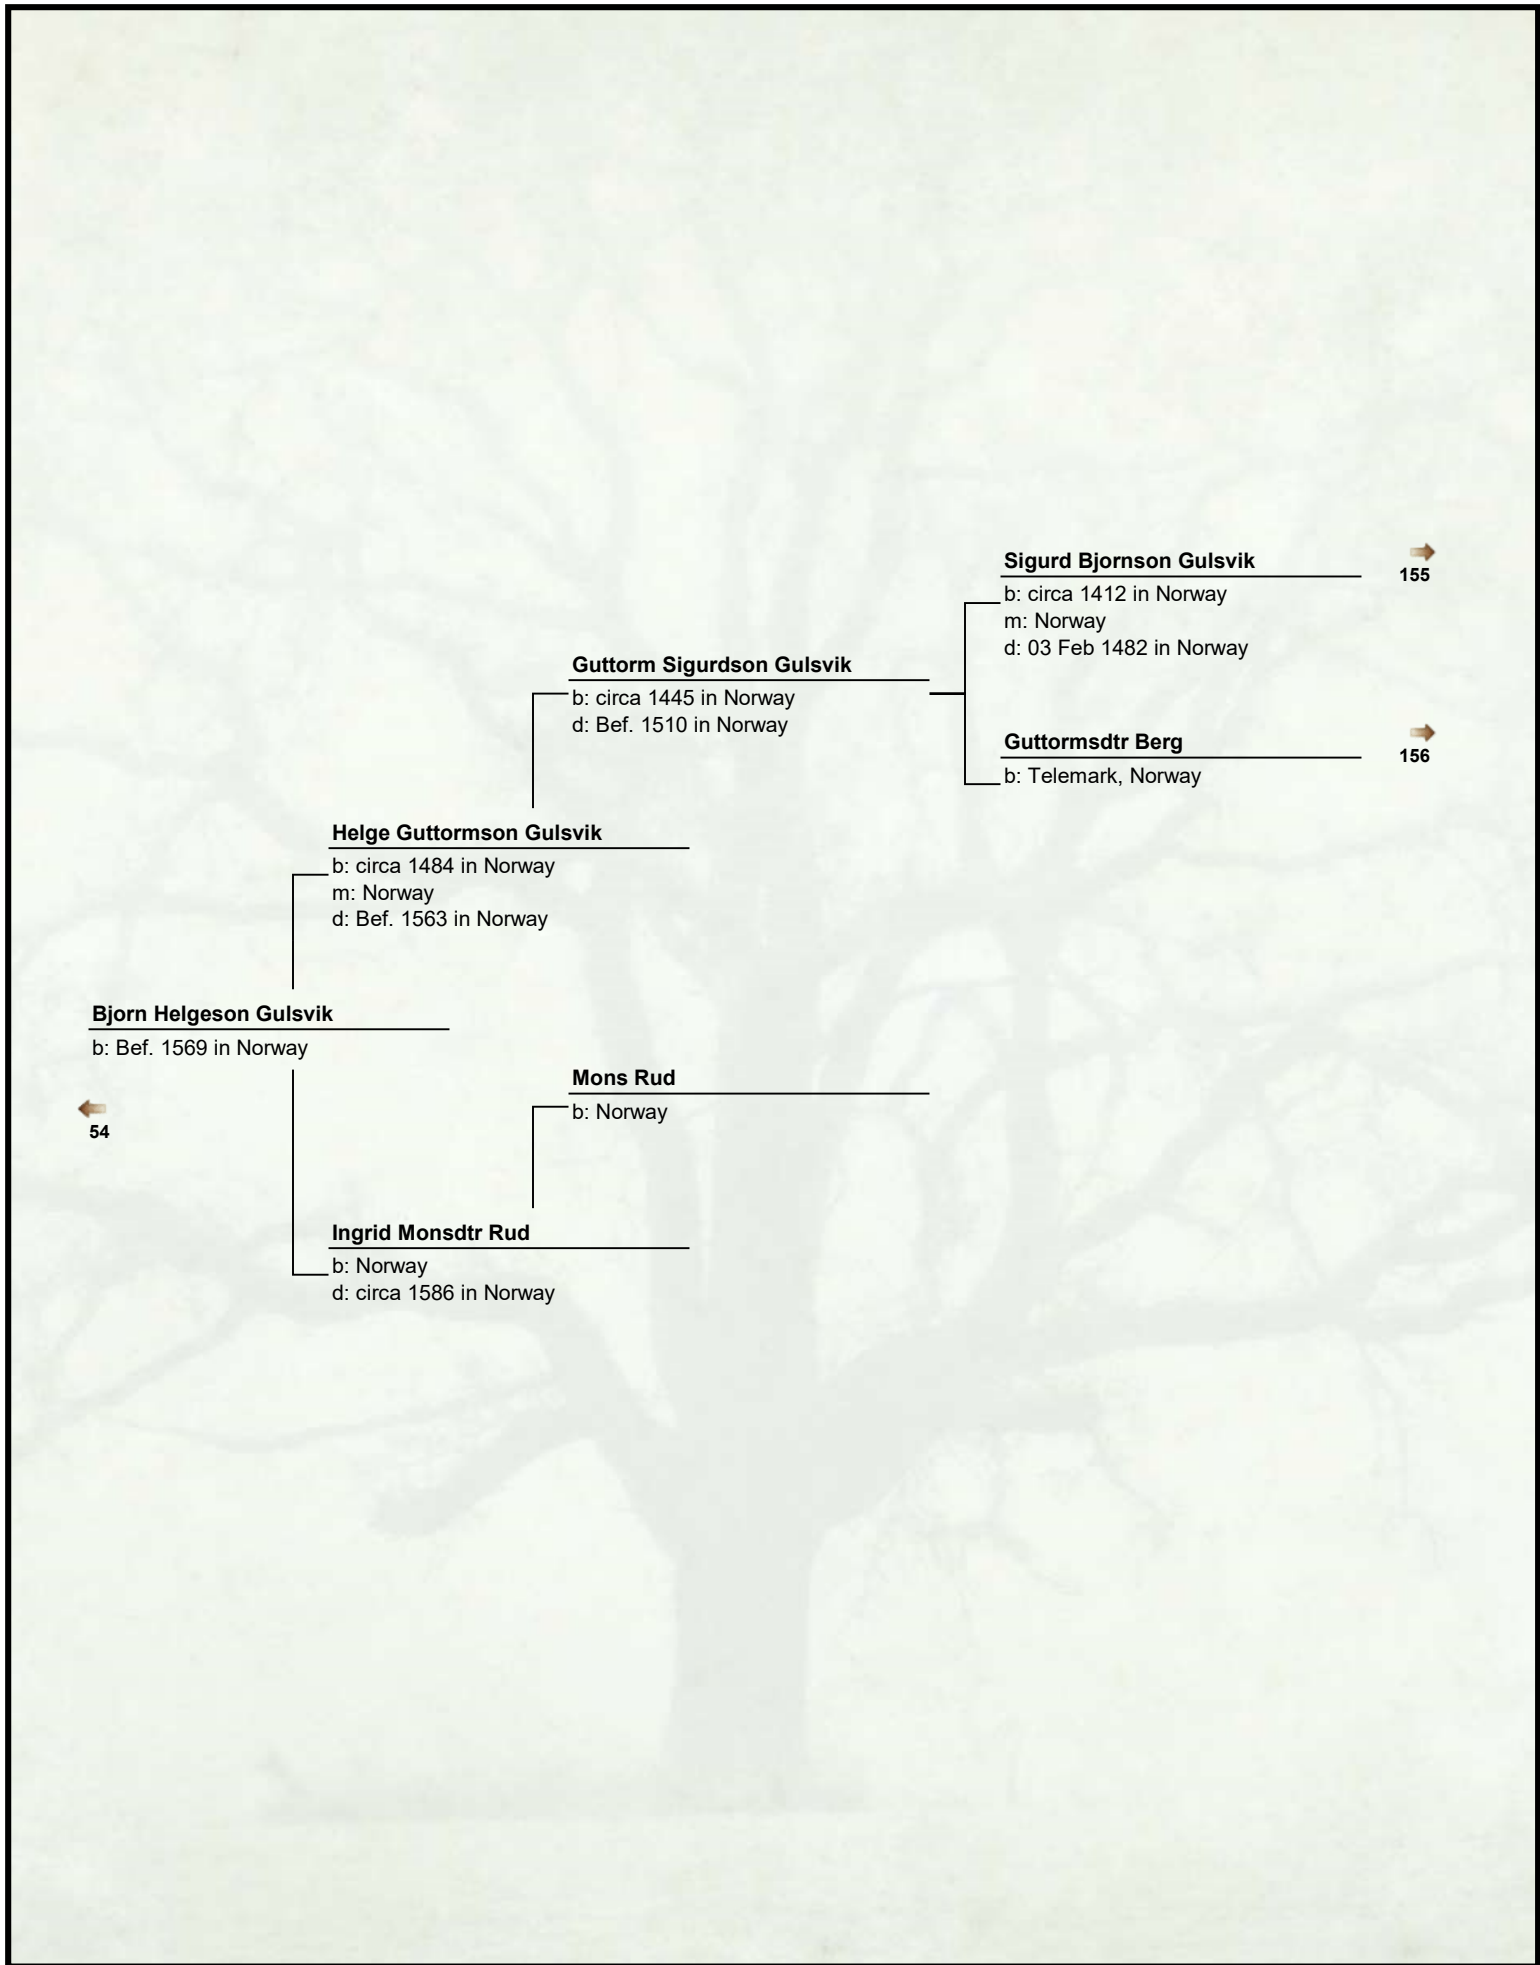 Sigurd Bjornson Gulsvik
155
b: circa 1412 in Norway
m: Norway
d: 03 Feb 1482 in Norway
Guttorm Sigurdson Gulsvik
b: circa 1445 in Norway
d: Bef. 1510 in Norway
Guttormsdtr Berg
156
b: Telemark, Norway
Helge Guttormson Gulsvik
b: circa 1484 in Norway
m: Norway
d: Bef. 1563 in Norway
Bjorn Helgeson Gulsvik
b: Bef. 1569 in Norway
54
Mons Rud
b: Norway
Ingrid Monsdtr Rud
b: Norway
d: circa 1586 in Norway